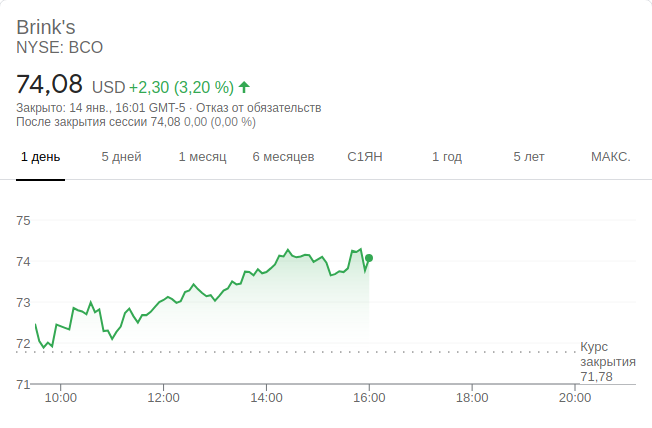 Brink's
NYSE: BCO
74,08 USD +2,30 (3,20 %)
Закрыто: 14 янв., 16:01 GMT-5 · Отказ от обязательств
После закрытия сессии 74,08 0,00 (0,00 %)
1 день 5 дней 1 месяц 6 месяцев С1ЯН 1 год 5 лет МАКС.
75
74
73
72
Курс
закрытия
71,78
71
10:00 12:00 14:00 16:00 18:00 20:00